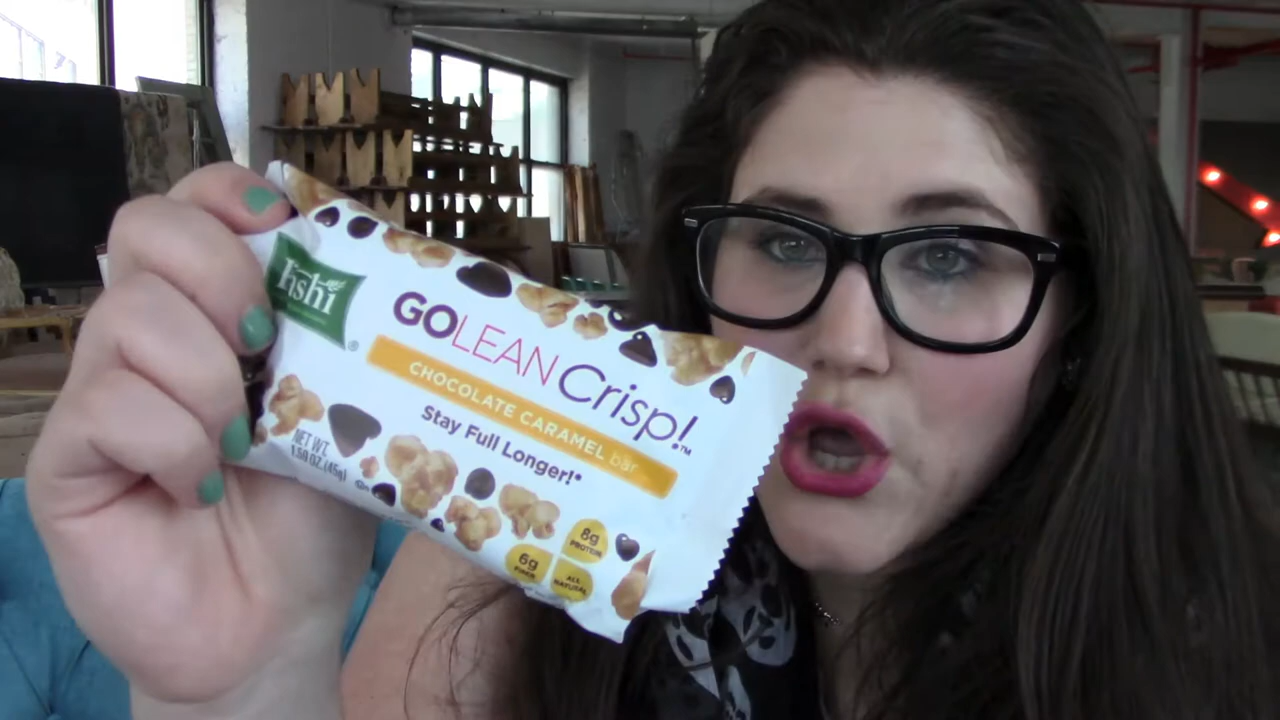 Kashi
®
GOLEAN Crisp!™
CHOCOLATE CARAMEL bar
Stay Full Longer!*
NET WT.
1.59 OZ. (45g)
8g
PROTEIN
6g
FIBER
ALL
NATURAL